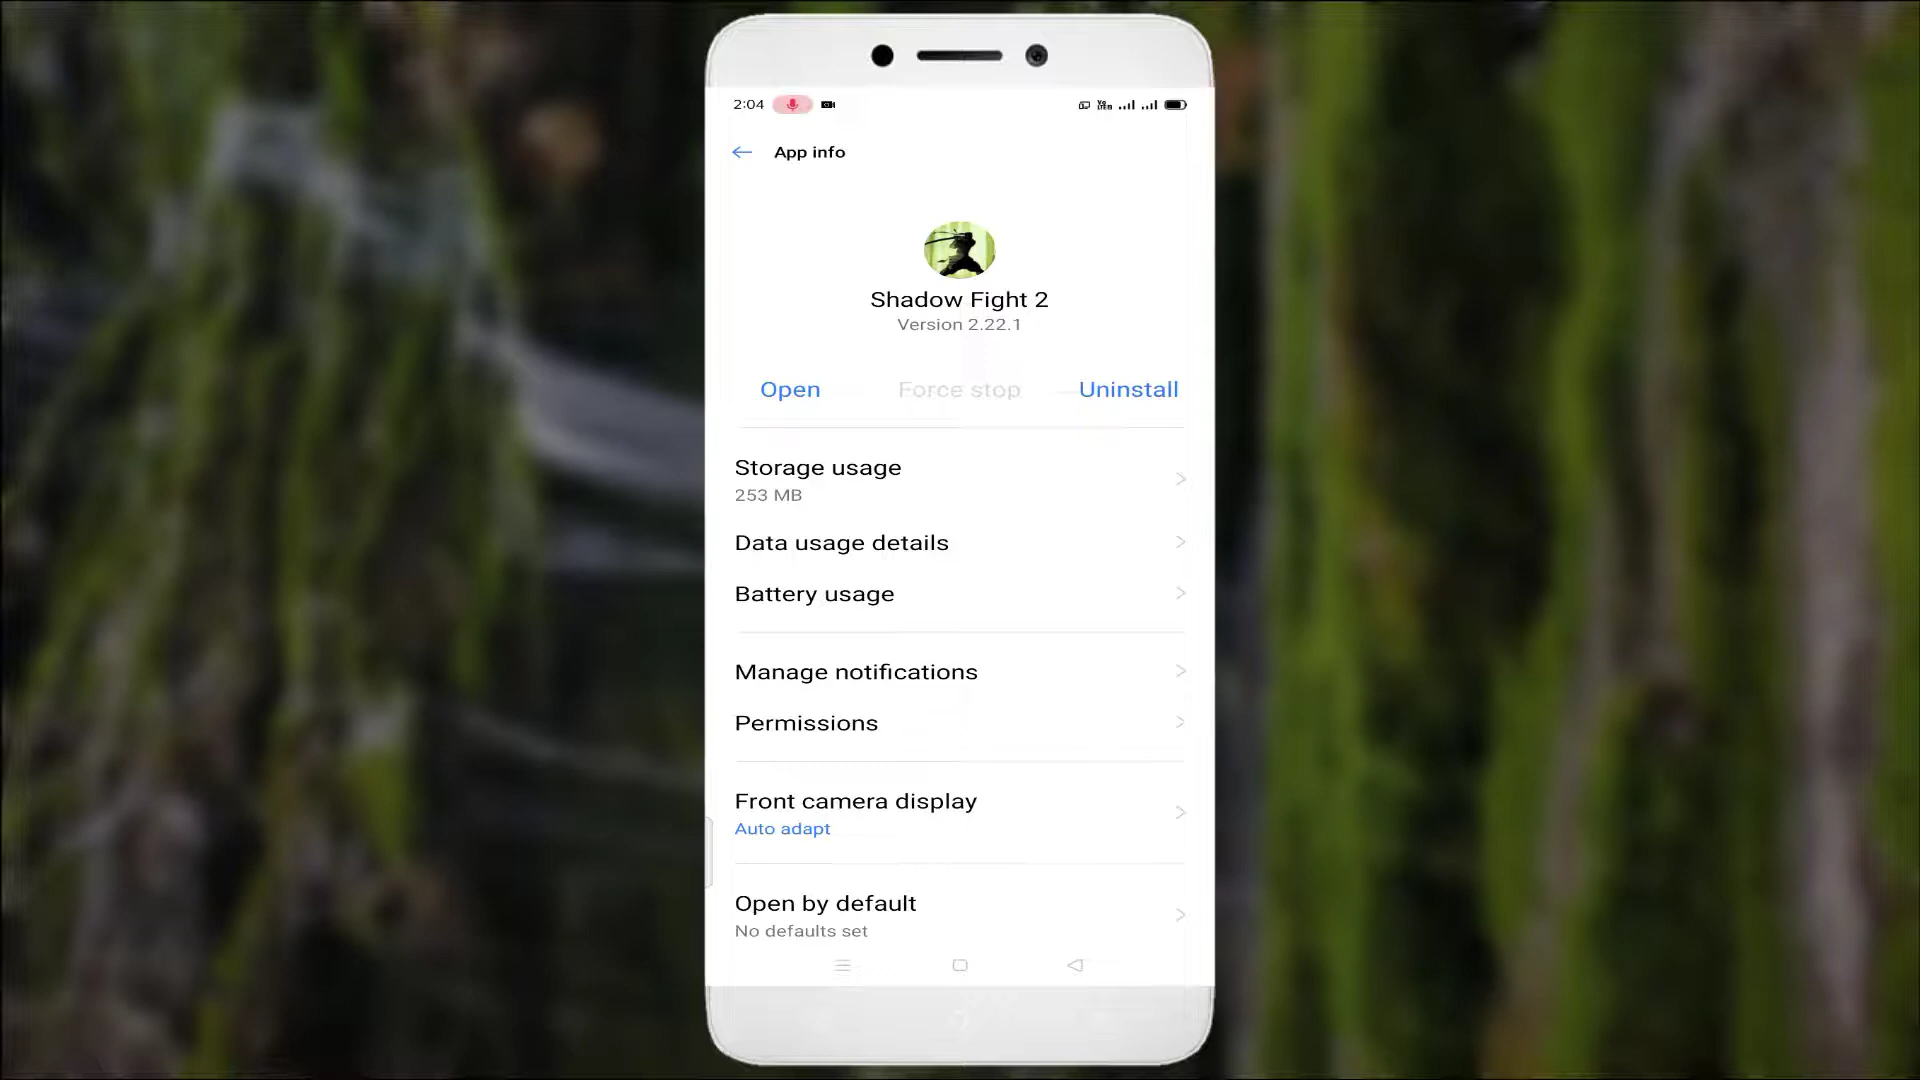 2:04
App info
Shadow Fight 2
Version 2.22.1
Open Force stop Uninstall
Storage usage
253 MB
Data usage details
Battery usage
Manage notifications
Permissions
Front camera display
Auto adapt
Open by default
No defaults set